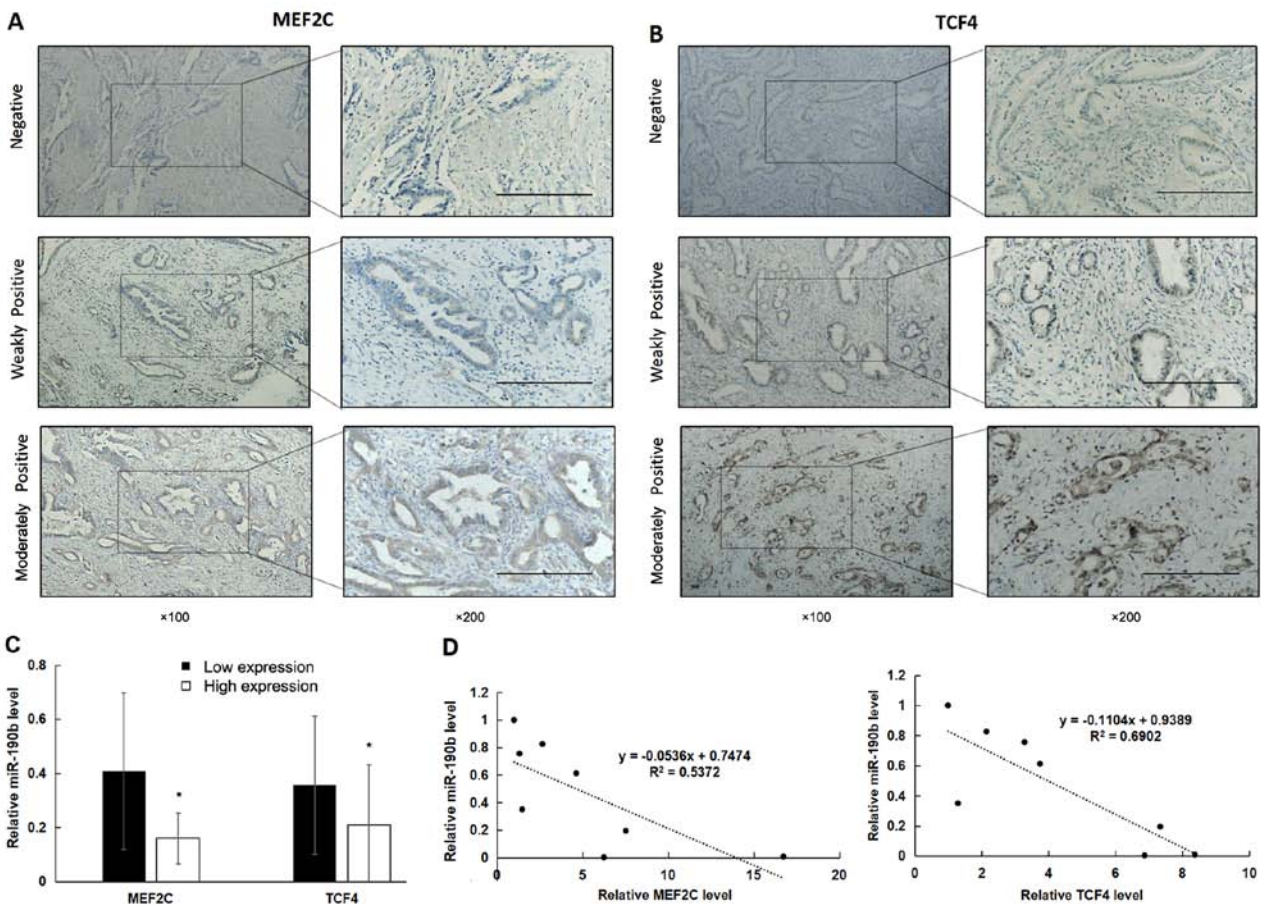 A
MEF2C
Negative
Weakly Positive
Moderately Positive
×100
×200
B
TCF4
Negative
Weakly Positive
Moderately Positive
×100
×200
C
Low expression
High expression
Relative miR-190b level
0.8
0.6
0.4
0.2
0
*
*
MEF2C
TCF4
D
Relative miR-190b level
1.2
1
0.8
0.6
0.4
0.2
0
y = -0.0536x + 0.7474
R² = 0.5372
0
5
10
15
20
Relative MEF2C level
Relative miR-190b level
1.2
1
0.8
0.6
0.4
0.2
0
y = -0.1104x + 0.9389
R² = 0.6902
0
2
4
6
8
10
Relative TCF4 level